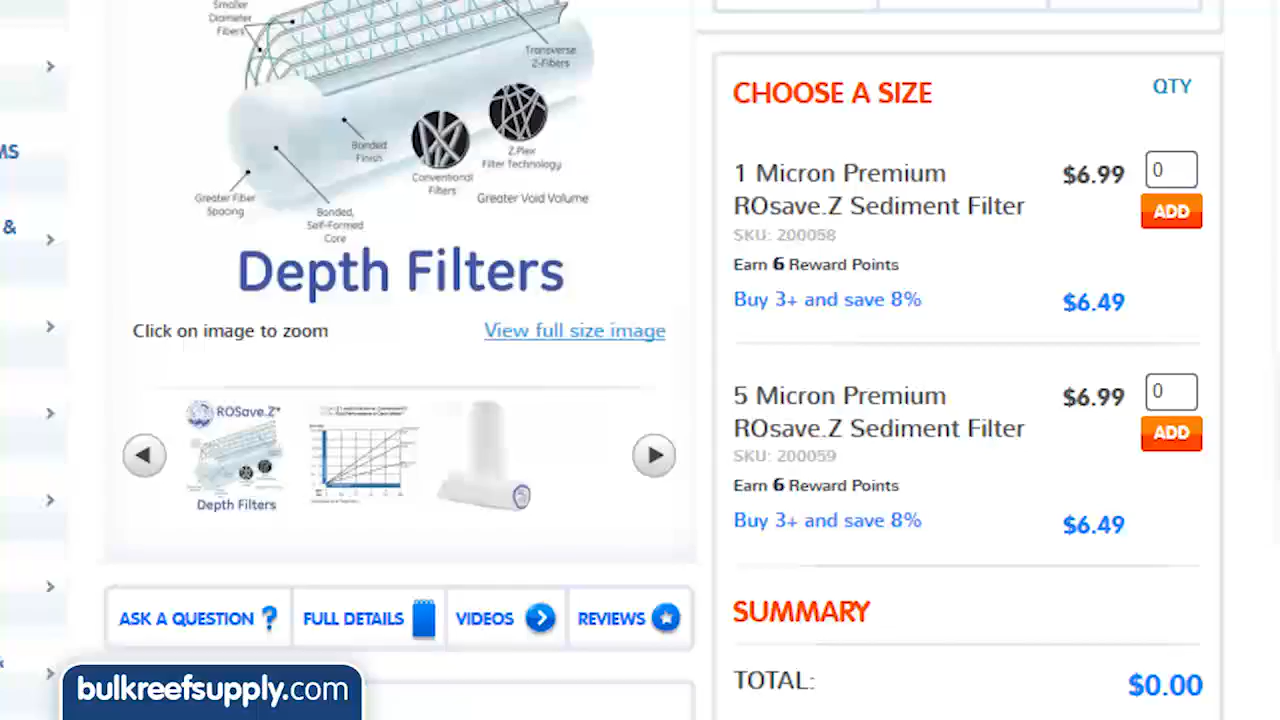 Smaller
Diameter
Fibers
Transverse
Z-Fibers
Bonded
Finish
Z.Plex
Filter Technology
Conventional
Filters
Greater Void Volume
Greater Fiber
Spacing
Bonded,
Self-Formed
Core
Depth Filters
Click on image to zoom
View full size image
ROSave.Z
Depth Filters
ASK A QUESTION ?
FULL DETAILS
VIDEOS
REVIEWS
MS
&
bulkreefsupply.com
CHOOSE A SIZE
QTY
1 Micron Premium
ROsave.Z Sediment Filter
$6.99
0
ADD
SKU: 200058
Earn 6 Reward Points
Buy 3+ and save 8%
$6.49
5 Micron Premium
ROsave.Z Sediment Filter
$6.99
0
ADD
SKU: 200059
Earn 6 Reward Points
Buy 3+ and save 8%
$6.49
SUMMARY
TOTAL:
$0.00